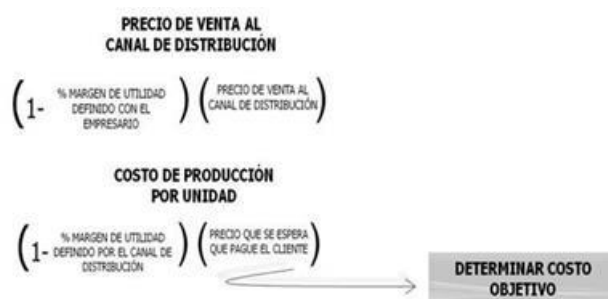 PRECIO DE VENTA AL
CANAL DE DISTRIBUCIÓN
(1- % MARGEN DE UTILIDAD DEFINIDO CON EL EMPRESARIO) (PRECIO DE VENTA AL CANAL DE DISTRIBUCIÓN)
COSTO DE PRODUCCIÓN
POR UNIDAD
(1- % MARGEN DE UTILIDAD DEFINIDO POR EL CANAL DE DISTRIBUCIÓN) (PRECIO QUE SE ESPERA QUE PAGUE EL CLIENTE)
DETERMINAR COSTO
OBJETIVO